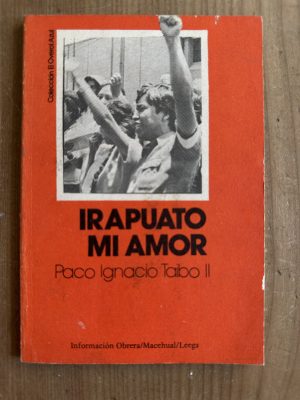 Colección El Overol Azul
IRAPUATO
MI AMOR
Paco Ignacio Taibo II
Información Obrera/Macehual/Leega